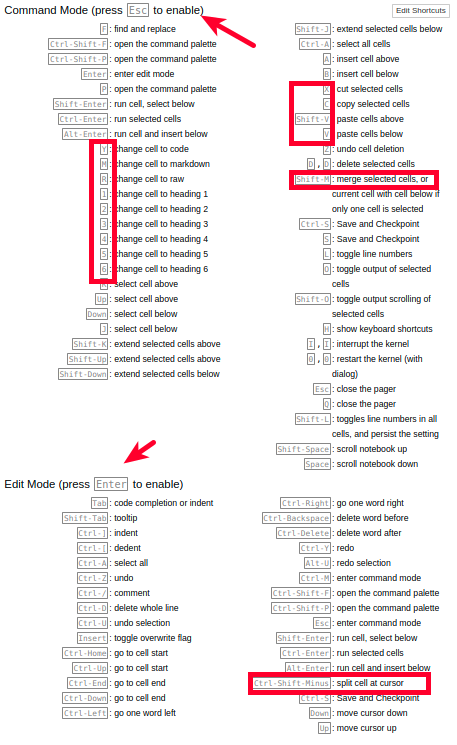 Command Mode (press Esc to enable)
Edit Shortcuts
F: find and replace
Ctrl-Shift-F: open the command palette
Ctrl-Shift-P: open the command palette
Enter: enter edit mode
P: open the command palette
Shift-Enter: run cell, select below
Ctrl-Enter: run selected cells
Alt-Enter: run cell and insert below
Y: change cell to code
M: change cell to markdown
R: change cell to raw
1: change cell to heading 1
2: change cell to heading 2
3: change cell to heading 3
4: change cell to heading 4
5: change cell to heading 5
6: change cell to heading 6
K: select cell above
Up: select cell above
Down: select cell below
J: select cell below
Shift-K: extend selected cells above
Shift-Up: extend selected cells above
Shift-Down: extend selected cells below
Shift-J: extend selected cells below
Ctrl-A: select all cells
A: insert cell above
B: insert cell below
X: cut selected cells
C: copy selected cells
Shift-V: paste cells above
V: paste cells below
Z: undo cell deletion
D,D: delete selected cells
Shift-M: merge selected cells, or
current cell with cell below if
only one cell is selected
Ctrl-S: Save and Checkpoint
S: Save and Checkpoint
L: toggle line numbers
O: toggle output of selected
cells
Shift-O: toggle output scrolling of
selected cells
H: show keyboard shortcuts
I,I: interrupt the kernel
0,0: restart the kernel (with
dialog)
Esc: close the pager
Q: close the pager
Shift-L: toggles line numbers in all
cells, and persist the setting
Shift-Space: scroll notebook up
Space: scroll notebook down
Edit Mode (press Enter to enable)
Tab: code completion or indent
Shift-Tab: tooltip
Ctrl-]: indent
Ctrl-[: dedent
Ctrl-A: select all
Ctrl-Z: undo
Ctrl-/: comment
Ctrl-D: delete whole line
Ctrl-U: undo selection
Insert: toggle overwrite flag
Ctrl-Home: go to cell start
Ctrl-Up: go to cell start
Ctrl-End: go to cell end
Ctrl-Down: go to cell end
Ctrl-Left: go one word left
Ctrl-Right: go one word right
Ctrl-Backspace: delete word before
Ctrl-Delete: delete word after
Ctrl-Y: redo
Alt-U: redo selection
Ctrl-M: enter command mode
Ctrl-Shift-F: open the command palette
Ctrl-Shift-P: open the command palette
Esc: enter command mode
Shift-Enter: run cell, select below
Ctrl-Enter: run selected cells
Alt-Enter: run cell and insert below
Ctrl-Shift-Minus: split cell at cursor
Ctrl-S: Save and Checkpoint
Down: move cursor down
Up: move cursor up